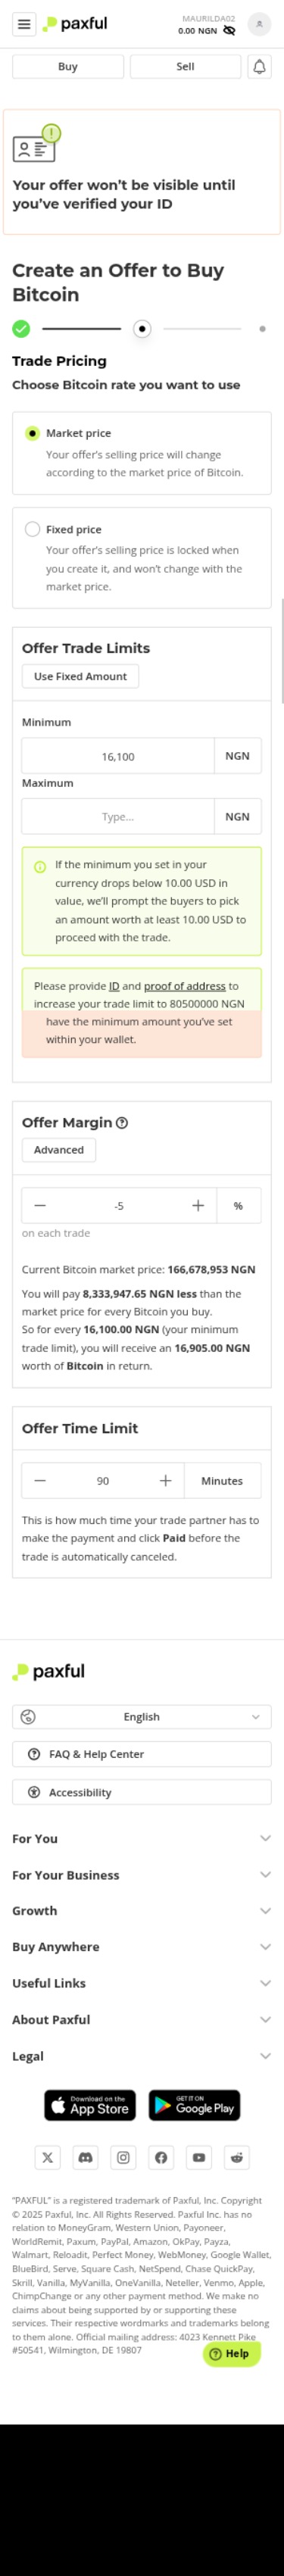 paxful
MAURILDA02
0.00 NGN
Buy
Sell
Your offer won't be visible until
you've verified your ID
Create an Offer to Buy
Bitcoin
Trade Pricing
Choose Bitcoin rate you want to use
Market price
Your offer's selling price will change
according to the market price of Bitcoin.
Fixed price
Your offer's selling price is locked when
you create it, and won't change with the
market price.
Offer Trade Limits
Use Fixed Amount
Minimum
16,100
NGN
Maximum
Type...
NGN
If the minimum you set in your
currency drops below 10.00 USD in
value, we'll prompt the buyers to pick
an amount worth at least 10.00 USD to
proceed with the trade.
Please provide ID and proof of address to
increase your trade limit to 80500000 NGN
have the minimum amount you've set
within your wallet.
Offer Margin
Advanced
-5
%
on each trade
Current Bitcoin market price: 166,678,953 NGN
You will pay 8,333,947.65 NGN less than the
market price for every Bitcoin you buy.
So for every 16,100.00 NGN (your minimum
trade limit), you will receive an 16,905.00 NGN
worth of Bitcoin in return.
Offer Time Limit
90
Minutes
This is how much time your trade partner has to
make the payment and click Paid before the
trade is automatically canceled.
paxful
English
FAQ & Help Center
Accessibility
For You
For Your Business
Growth
Buy Anywhere
Useful Links
About Paxful
Legal
Download on the
App Store
GET IT ON
Google Play
"PAXFUL" is a registered trademark of Paxful, Inc. Copyright
© 2025 Paxful, Inc. All Rights Reserved. Paxful Inc. has no
relation to MoneyGram, Western Union, Payoneer,
WorldRemit, Paxum, PayPal, Amazon, OkPay, Payza,
Walmart, Reloadit, Perfect Money, WebMoney, Google Wallet,
BlueBird, Serve, Square Cash, NetSpend, Chase QuickPay,
Skrill, Vanilla, MyVanilla, OneVanilla, Neteller, Venmo, Apple,
ChimpChange or any other payment method. We make no
claims about being supported by or supporting these
services. Their respective wordmarks and trademarks belong
to them alone. Official mailing address: 4023 Kennett Pike
#50541, Wilmington, DE 19807
Help